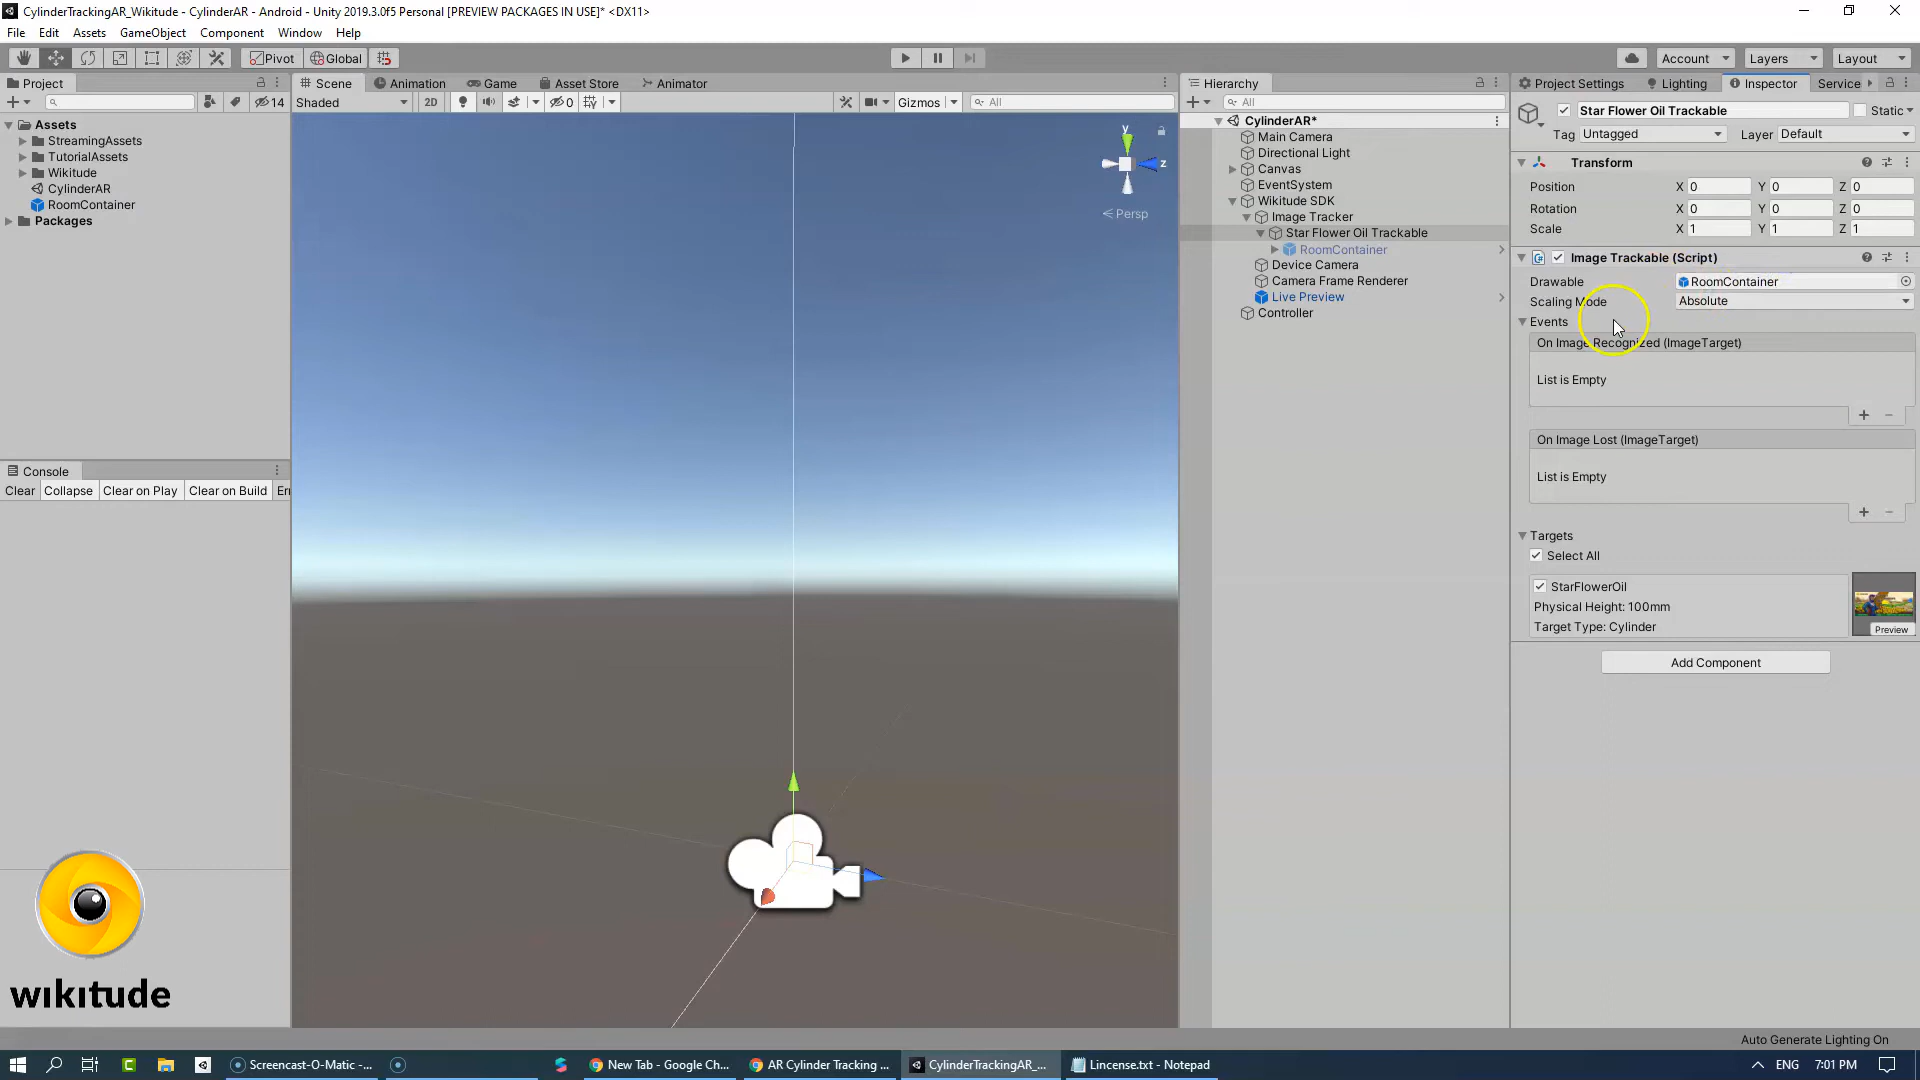 CylinderTrackingAR_Wikitude - CylinderAR - Android - Unity 2019.3.0f5 Personal [PREVIEW PACKAGES IN USE]* <DX11>
File Edit Assets GameObject Component Window Help
Pivot Global Account Layers Layout
Project
14
Assets
StreamingAssets
TutorialAssets
Wikitude
CylinderAR
RoomContainer
Packages
Console
Clear Collapse Clear on Play Clear on Build Err
wikitude
Scene Animation Game Asset Store Animator
Shaded 2D 0 Gizmos All
y
z
Persp
Hierarchy
All
CylinderAR*
Main Camera
Directional Light
Canvas
EventSystem
Wikitude SDK
Image Tracker
Star Flower Oil Trackable
RoomContainer
Device Camera
Camera Frame Renderer
Live Preview
Controller
Project Settings Lighting Inspector Service
Star Flower Oil Trackable Static
Tag Untagged Layer Default
Transform
Position X 0 Y 0 Z 0
Rotation X 0 Y 0 Z 0
Scale X 1 Y 1 Z 1
Image Trackable (Script)
Drawable RoomContainer
Scaling Mode Absolute
Events
On Image Recognized (ImageTarget)
List is Empty
On Image Lost (ImageTarget)
List is Empty
Targets
Select All
StarFlowerOil
Physical Height: 100mm
Target Type: Cylinder
Preview
Add Component
Auto Generate Lighting On
Screencast-O-Matic -... New Tab - Google Ch... AR Cylinder Tracking ... CylinderTrackingAR_... Lincense.txt - Notepad ENG 7:01 PM